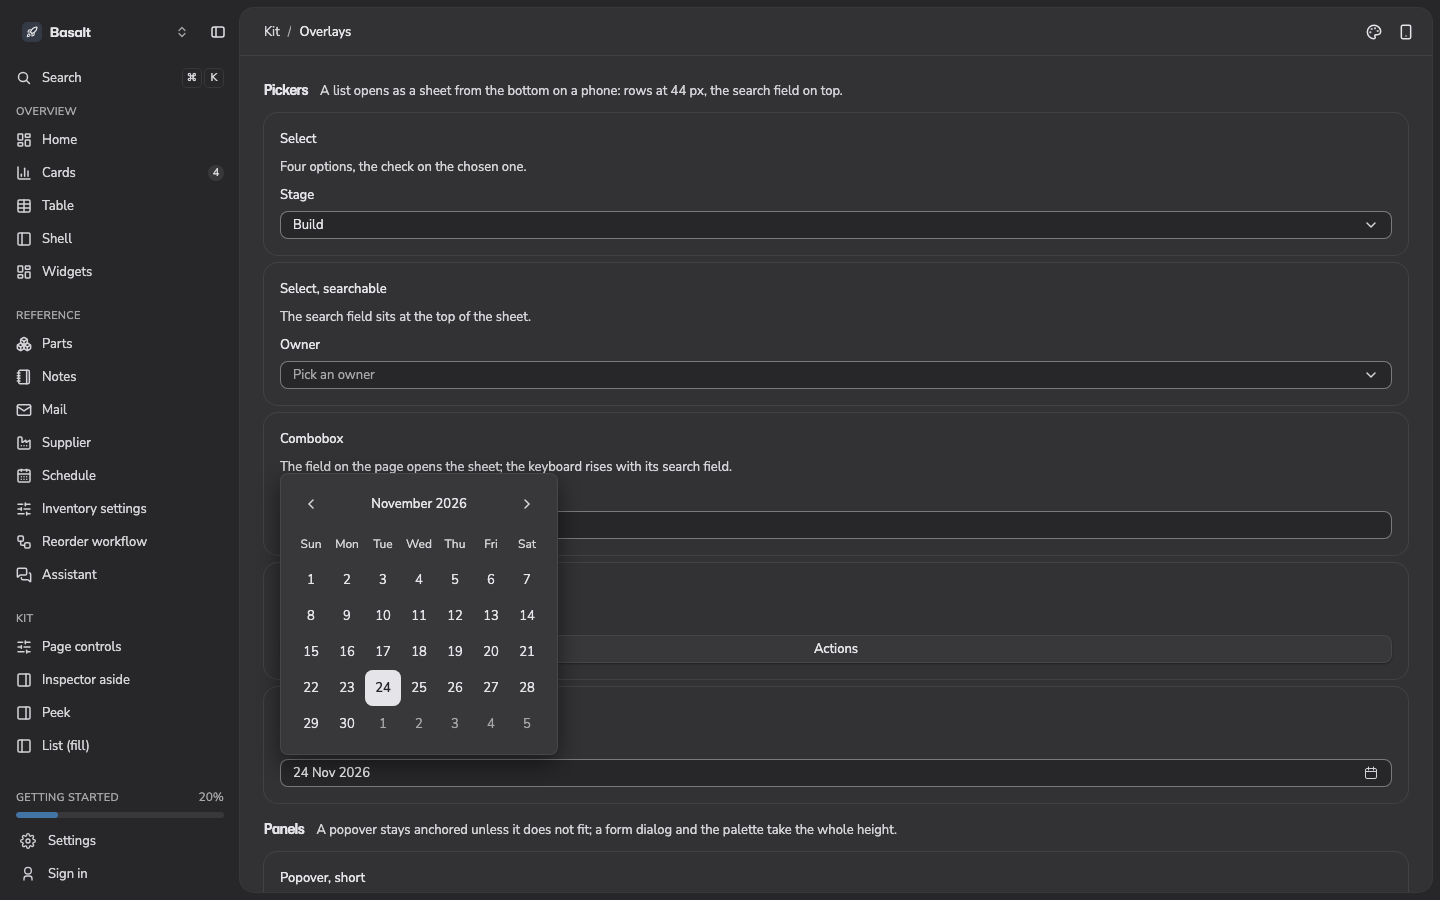 Basalt
Search
⌘ K
OVERVIEW
Home
Cards
4
Table
Shell
Widgets
REFERENCE
Parts
Notes
Mail
Supplier
Schedule
Inventory settings
Reorder workflow
Assistant
KIT
Page controls
Inspector aside
Peek
List (fill)
GETTING STARTED 20%
Settings
Sign in
Kit / Overlays
Pickers A list opens as a sheet from the bottom on a phone: rows at 44 px, the search field on top.
Select
Four options, the check on the chosen one.
Stage
Build
Select, searchable
The search field sits at the top of the sheet.
Owner
Pick an owner
Combobox
The field on the page opens the sheet; the keyboard rises with its search field.
November 2026
Sun Mon Tue Wed Thu Fri Sat
1 2 3 4 5 6 7
8 9 10 11 12 13 14
15 16 17 18 19 20 21
22 23 24 25 26 27 28
29 30 1 2 3 4 5
Actions
24 Nov 2026
Panels A popover stays anchored unless it does not fit; a form dialog and the palette take the whole height.
Popover, short